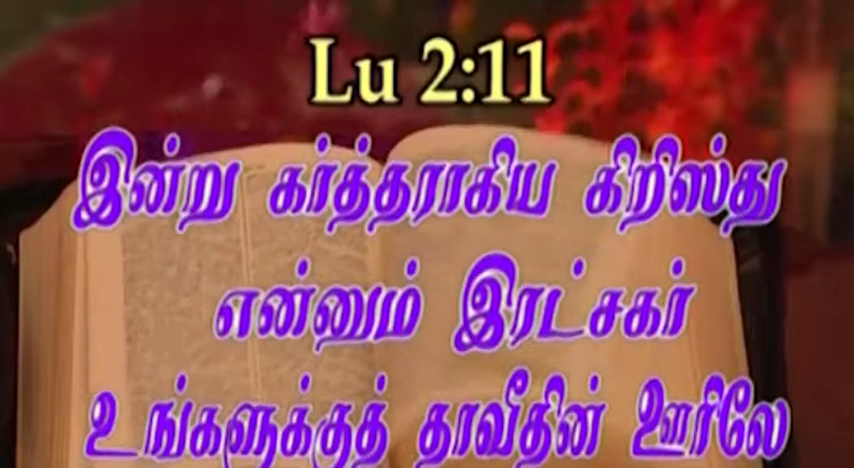 Lu 2:11
இன்று கர்த்தராகிய கிறிஸ்து
என்னும் இரட்சகர்
உங்களுக்குத் தாவீதின் ஊரிலே